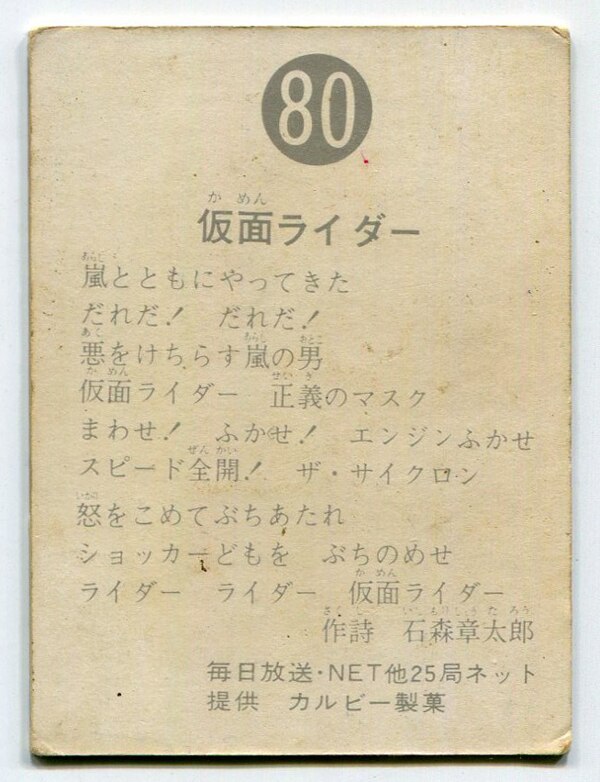 80
仮面ライダー
嵐とともにやってきた
だれだ! だれだ!
悪をけちらす嵐の男
仮面ライダー 正義のマスク
まわせ! ふかせ! エンジンふかせ
スピード全開! ザ・サイクロン
怒をこめてぶちあたれ
ショッカーどもを ぶちのめせ
ライダー ライダー 仮面ライダー
作詩 石森章太郎
毎日放送・NET他25局ネット
提供 カルビー製菓